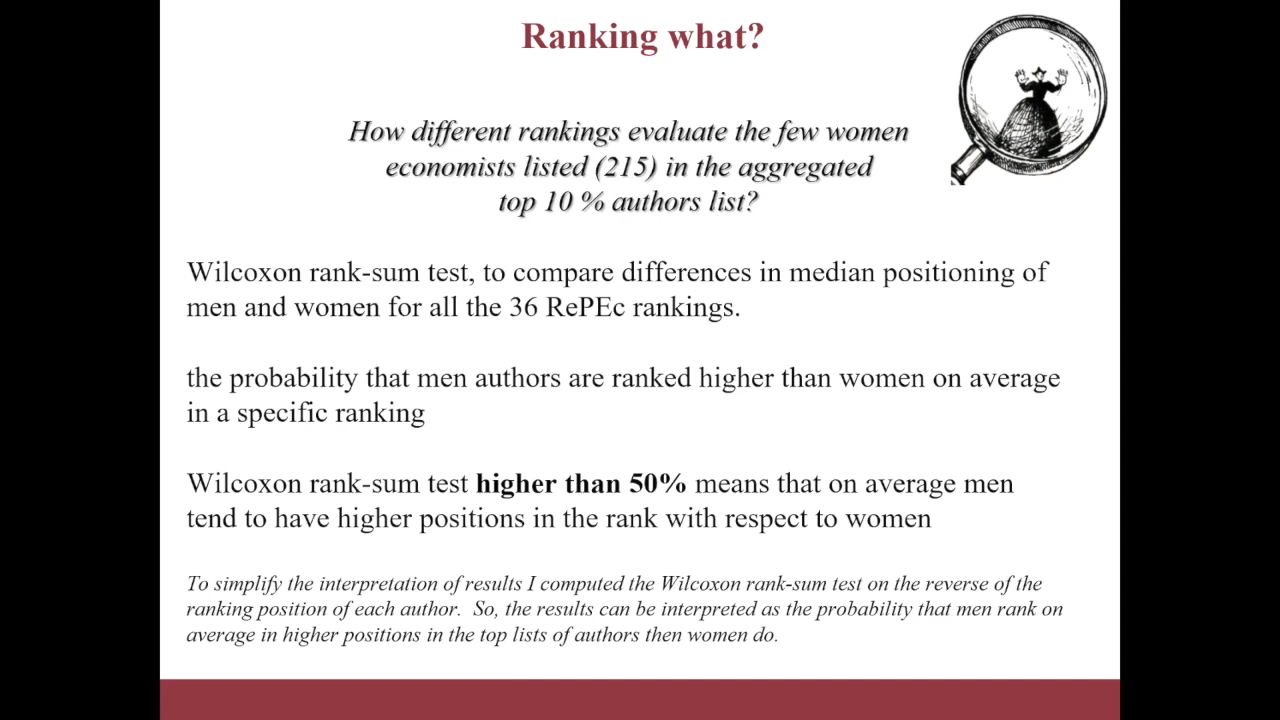 Ranking what?
How different rankings evaluate the few women
economists listed (215) in the aggregated
top 10 % authors list?
Wilcoxon rank-sum test, to compare differences in median positioning of
men and women for all the 36 RePEc rankings.
the probability that men authors are ranked higher than women on average
in a specific ranking
Wilcoxon rank-sum test higher than 50% means that on average men
tend to have higher positions in the rank with respect to women
To simplify the interpretation of results I computed the Wilcoxon rank-sum test on the reverse of the
ranking position of each author.  So, the results can be interpreted as the probability that men rank on
average in higher positions in the top lists of authors then women do.